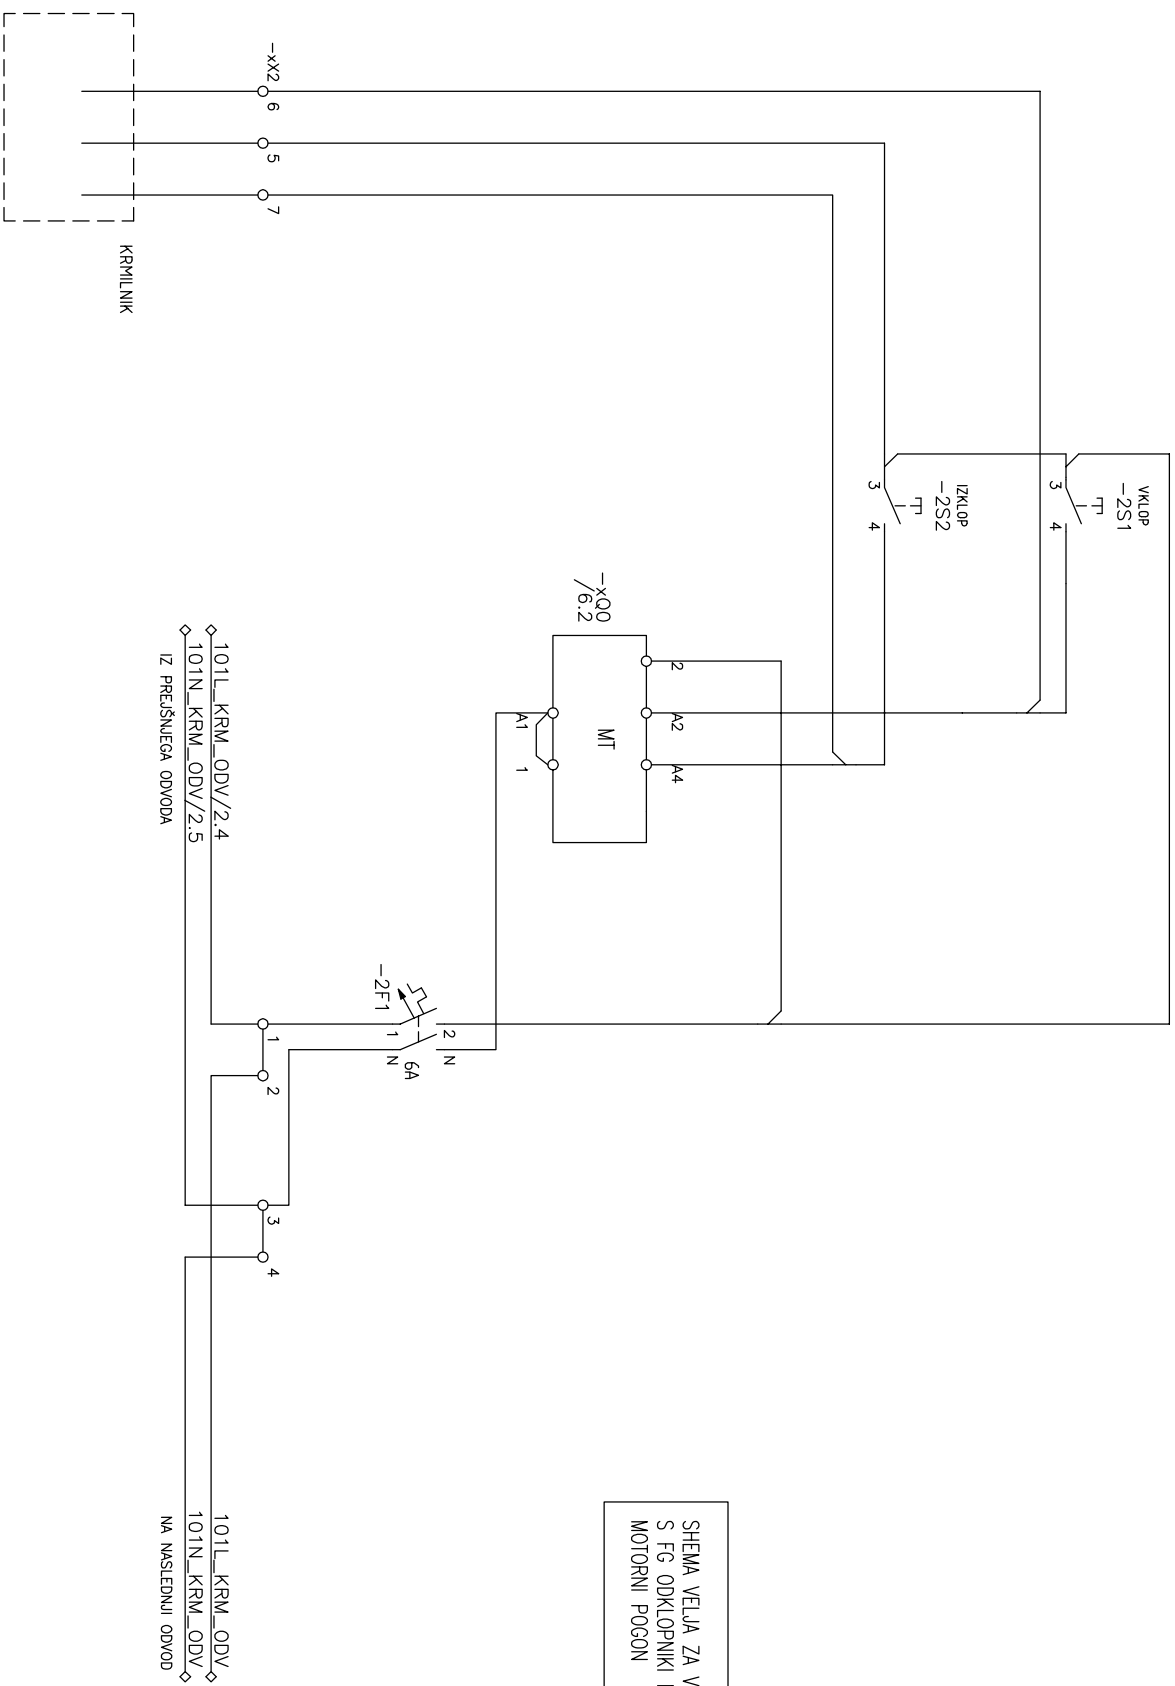 VKLOP
-2S1
3
4
IZKLOP
-2S2
3
4
SHEMA VELJA ZA
S FG ODKLOPNIKI
MOTORNI POGON
-xQ0
/6.2
2
A2
A4
MT
A1
1
-2F1
2
N
6A
1
N
-xX2
6
5
7
1
2
3
4
101L_KRM_ODV/2.4
101N_KRM_ODV/2.5
IZ PREJŠNJEGA ODVODA
101L_KRM_ODV
101N_KRM_ODV
NA NASLEDNJI ODVOD
KRMILNIK